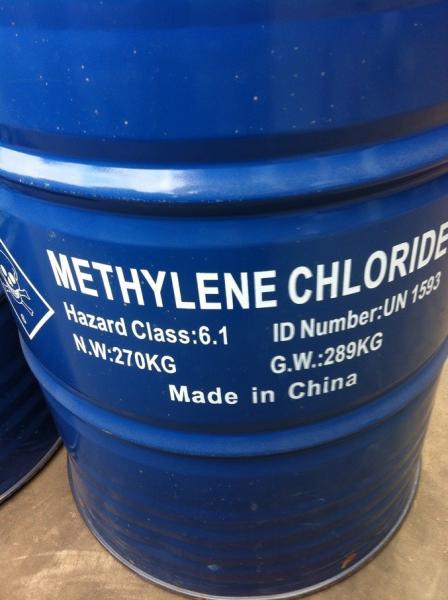 METHYLENE CHLORIDE
Hazard Class:6.1 ID Number:UN 1593
N.W:270KG G.W.:289KG
Made in China